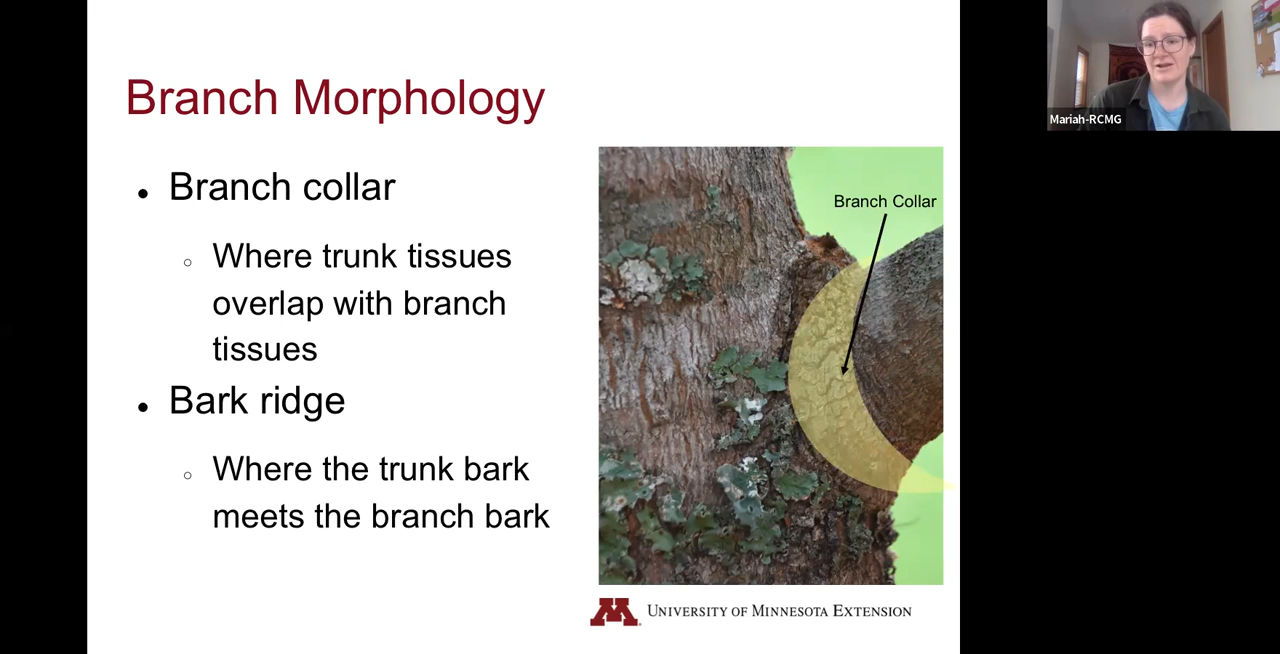 Branch Morphology
Branch collar
Where trunk tissues
overlap with branch
tissues
Bark ridge
Where the trunk bark
meets the branch bark
Branch Collar
M
UNIVERSITY OF MINNESOTA EXTENSION
Mariah-RCMG